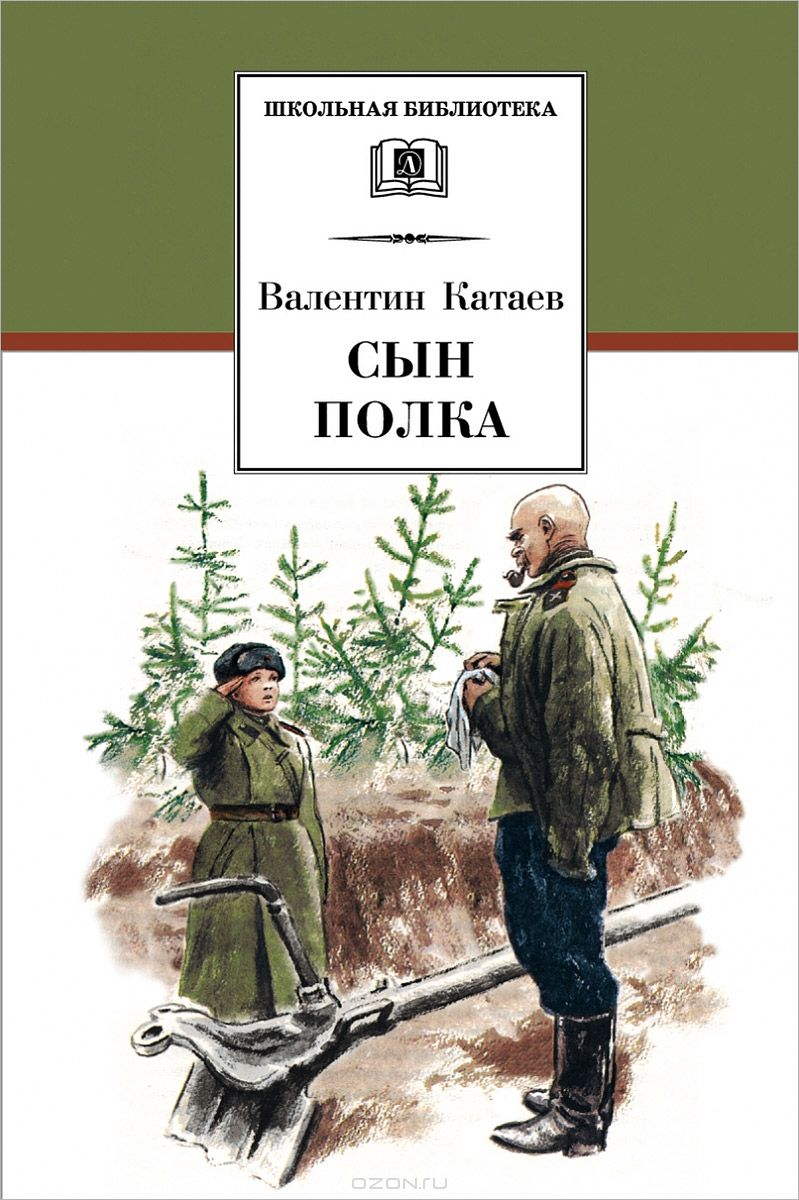 ШКОЛЬНАЯ БИБЛИОТЕКА
Д
Валентин Катаев
СЫН
ПОЛКА
OZON.ru